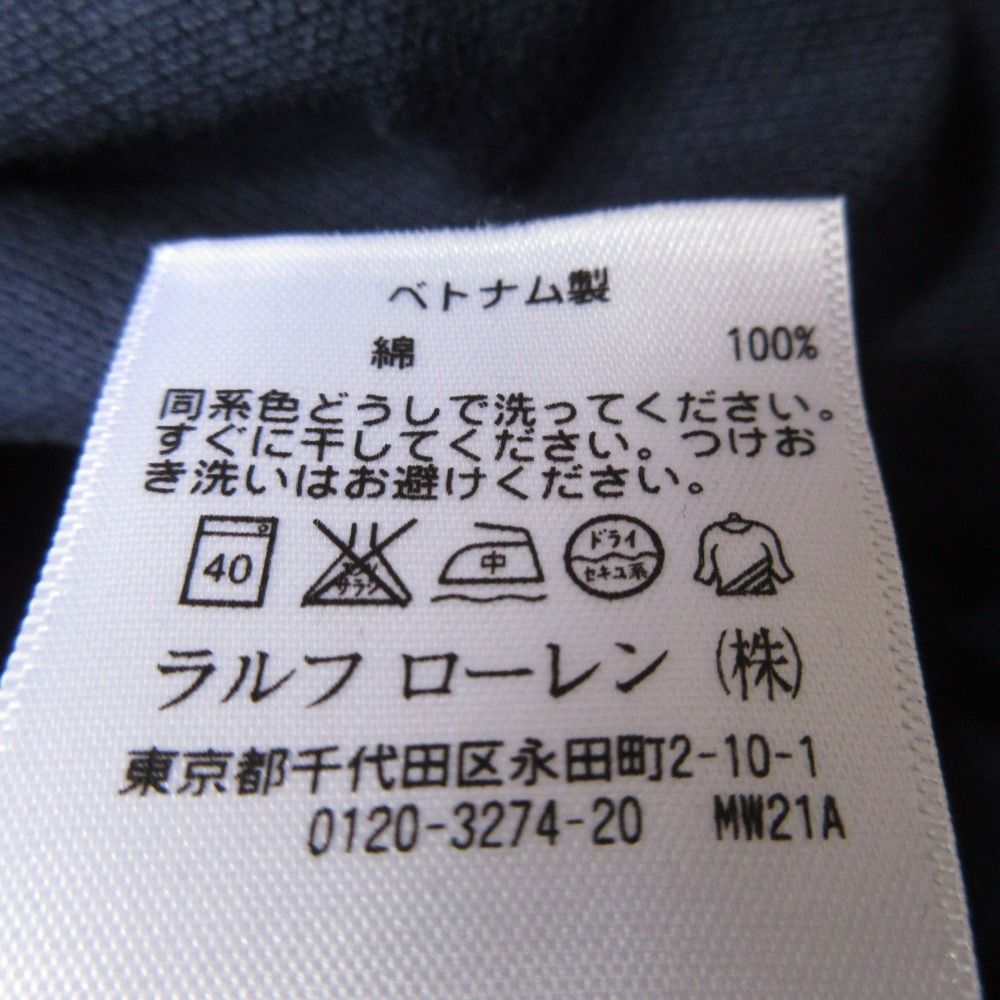 ベトナム製
綿 100%
同系色どうしで洗ってください。
すぐに干してください。つけお
き洗いはお避けください。
40 エンソ サラシ 中 ドライ セキユ系
ラルフ ローレン (株)
東京都千代田区永田町2-10-1
0120-3274-20 MW21A